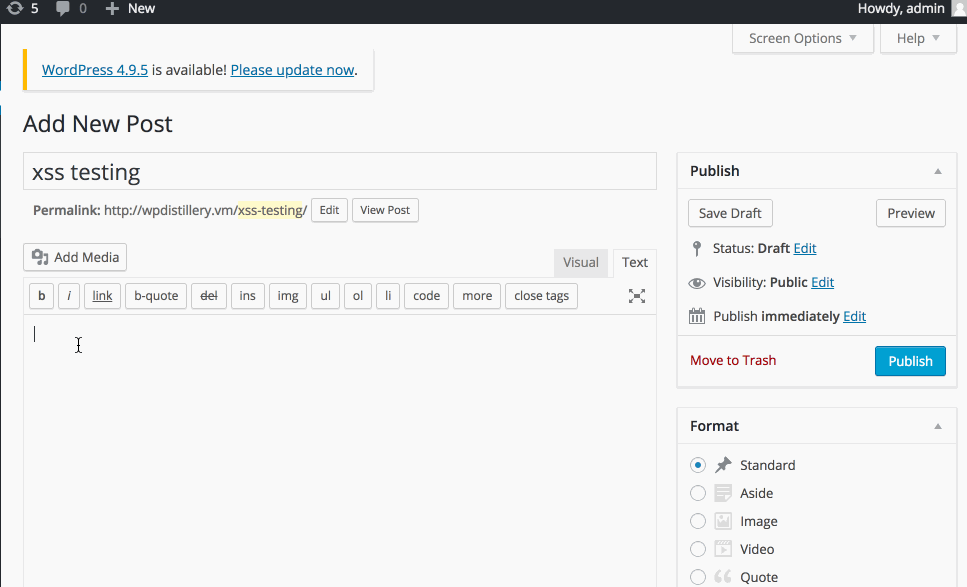 5 0 New Howdy, admin
Screen Options Help
WordPress 4.9.5 is available! Please update now.
Add New Post
xss testing
Permalink: http://wpdistillery.vm/xss-testing/ Edit View Post
Add Media Visual Text
b i link b-quote del ins img ul ol li code more close tags
Publish
Save Draft Preview
Status: Draft Edit
Visibility: Public Edit
Publish immediately Edit
Move to Trash Publish
Format
Standard
Aside
Image
Video
Quote